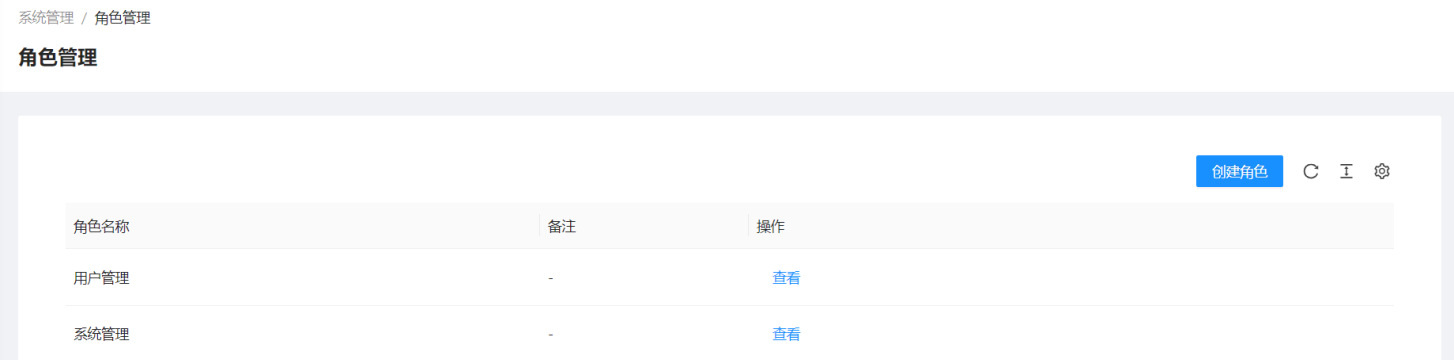 系统管理 / 角色管理
角色管理
创建角色
角色名称 备注 操作
用户管理 - 查看
系统管理 - 查看